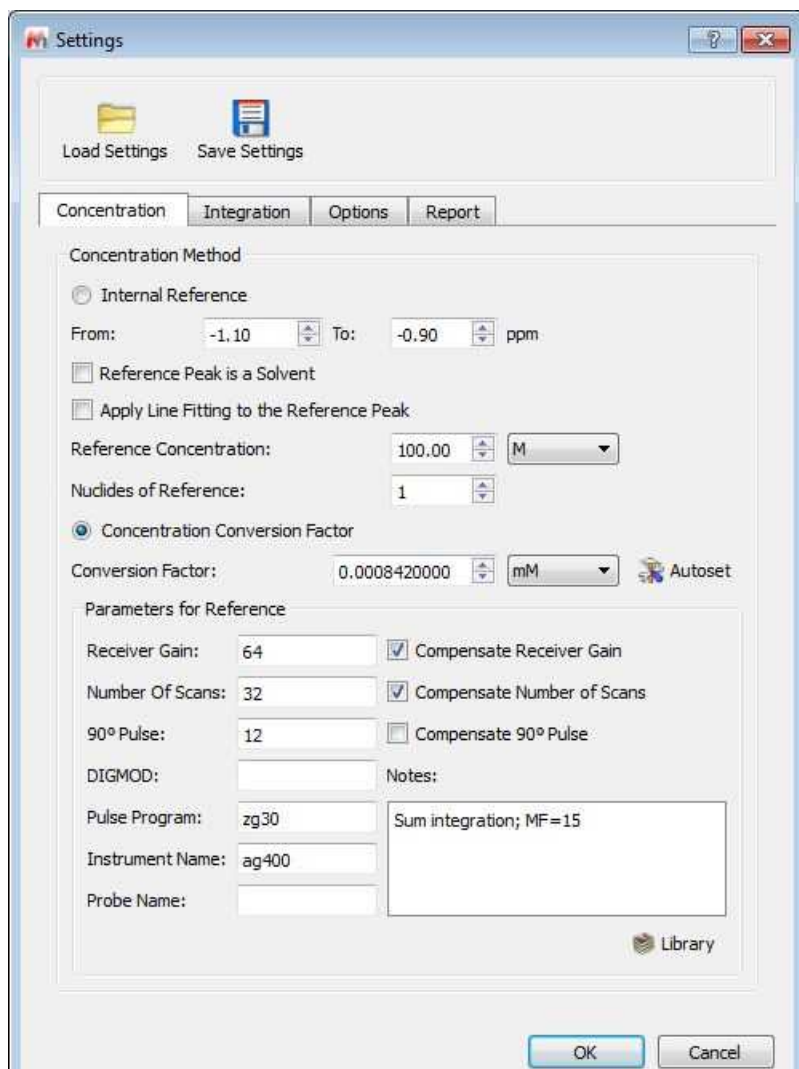 Settings
Load Settings Save Settings
Concentration Integration Options Report
Concentration Method
Internal Reference
From: -1.10 To: -0.90 ppm
Reference Peak is a Solvent
Apply Line Fitting to the Reference Peak
Reference Concentration: 100.00 M
Nuclides of Reference: 1
Concentration Conversion Factor
Conversion Factor: 0.0008420000 mM Autoset
Parameters for Reference
Receiver Gain: 64 Compensate Receiver Gain
Number Of Scans: 32 Compensate Number of Scans
90º Pulse: 12 Compensate 90º Pulse
DIGMOD: Notes:
Pulse Program: zg30 Sum integration; MF=15
Instrument Name: ag400
Probe Name:
Library
OK Cancel